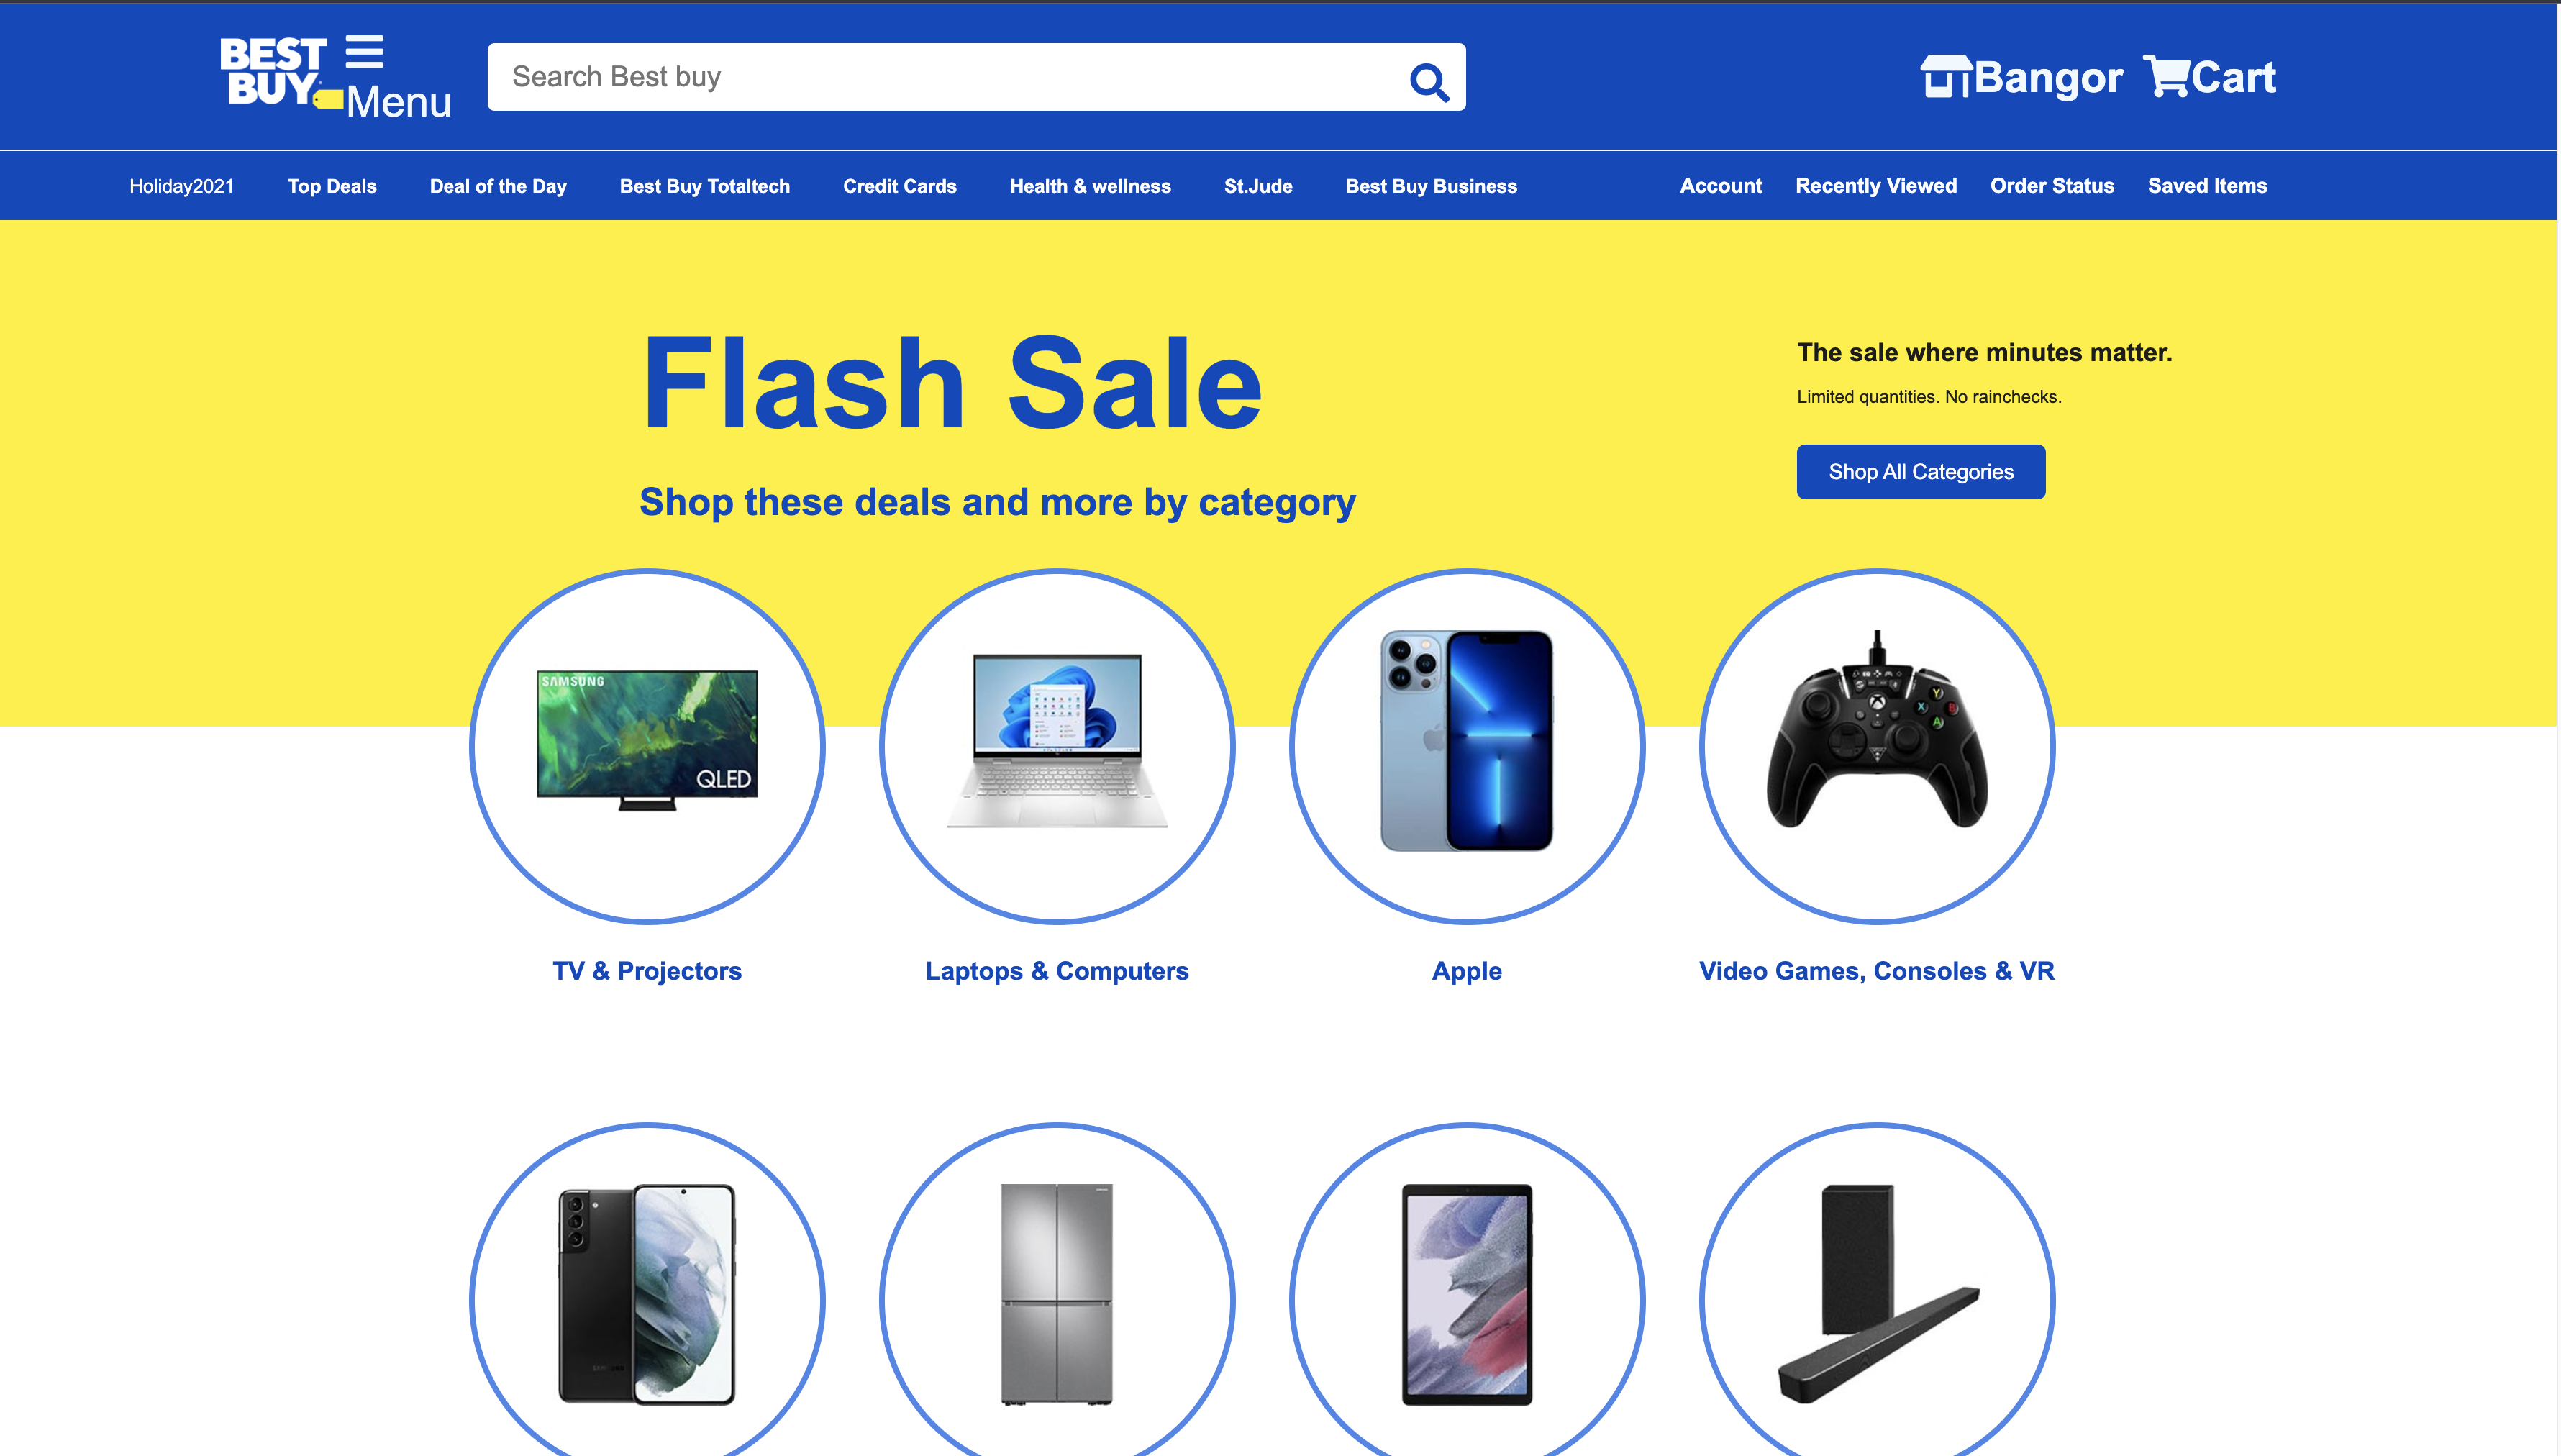 BEST
BUY
Menu
Search Best buy
Bangor
Cart
Holiday2021
Top Deals
Deal of the Day
Best Buy Totaltech
Credit Cards
Health & wellness
St.Jude
Best Buy Business
Account
Recently Viewed
Order Status
Saved Items
Flash Sale
Shop these deals and more by category
The sale where minutes matter.
Limited quantities. No rainchecks.
Shop All Categories
SAMSUNG
QLED
Y
X
B
A
TV & Projectors
Laptops & Computers
Apple
Video Games, Consoles & VR